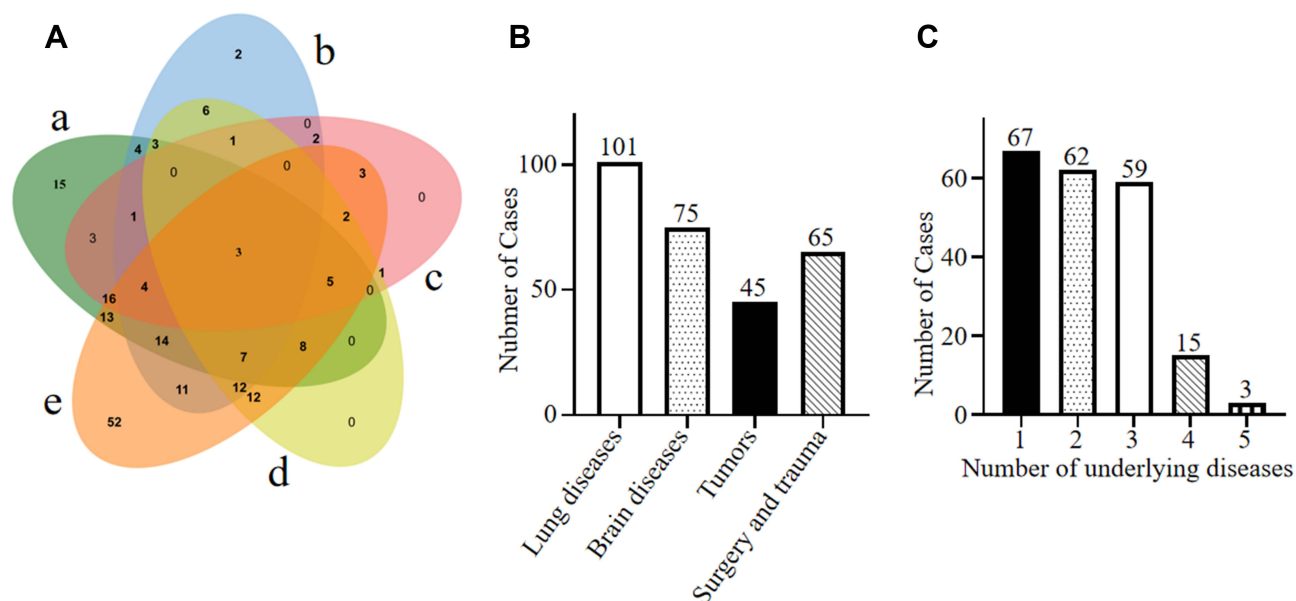 A
b
2
a
6
0
2
1
4
3
0
0
3
15
0
1
2
3
3
1
5
0
c
4
16
13
14
8
0
7
11
12
12
e
52
0
d
B
Nubmer of Cases
100
50
0
101
75
45
65
Lung diseases
Brain diseases
Tumors
Surgery and trauma
C
Number of Cases
60
40
20
0
67
62
59
15
3
1 2 3 4 5
Number of underlying diseases